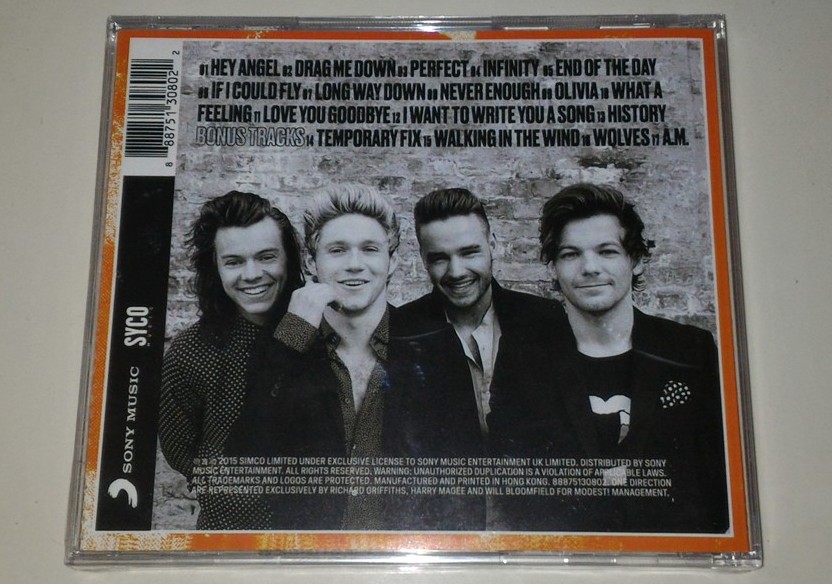 01 HEY ANGEL 02 DRAG ME DOWN 03 PERFECT 04 INFINITY 05 END OF THE DAY
06 IF I COULD FLY 07 LONG WAY DOWN 08 NEVER ENOUGH 09 OLIVIA 10 WHAT A
FEELING 11 LOVE YOU GOODBYE 12 I WANT TO WRITE YOU A SONG 13 HISTORY
BONUS TRACKS 14 TEMPORARY FIX 15 WALKING IN THE WIND 16 WOLVES 17 A.M.
8 88751 30802 2
SYCO
SONY MUSIC
℗ & © 2015 SIMCO LIMITED UNDER EXCLUSIVE LICENSE TO SONY MUSIC ENTERTAINMENT UK LIMITED. DISTRIBUTED BY SONY
MUSIC ENTERTAINMENT. ALL RIGHTS RESERVED. WARNING: UNAUTHORIZED DUPLICATION IS A VIOLATION OF APPLICABLE LAWS.
ALL TRADEMARKS AND LOGOS ARE PROTECTED. MANUFACTURED AND PRINTED IN HONG KONG. 88875130802. ONE DIRECTION
ARE REPRESENTED EXCLUSIVELY BY RICHARD GRIFFITHS, HARRY MAGEE AND WILL BLOOMFIELD FOR MODEST! MANAGEMENT.